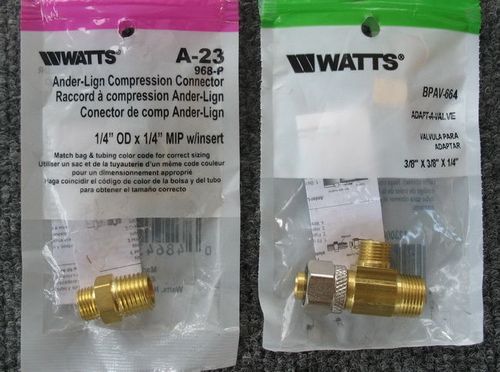 WATTS®
A-23
968-P
Ander-Lign Compression Connector
Raccord à compression Ander-Lign
Conector de comp Ander-Lign
1/4" OD x 1/4" MIP w/insert
Match bag & tubing color code for correct sizing
Utiliser un sac et de la tuyauterie d'un même code couleur
pour un dimensionnement approprié
Haga coincidir el código de color de la bolsa y del tubo
para obtener el tamaño correcto
WATTS®
BPAV-664
ADAPT-A-VALVE
VALVULA PARA
ADAPTAR
3/8" X 3/8" X 1/4"